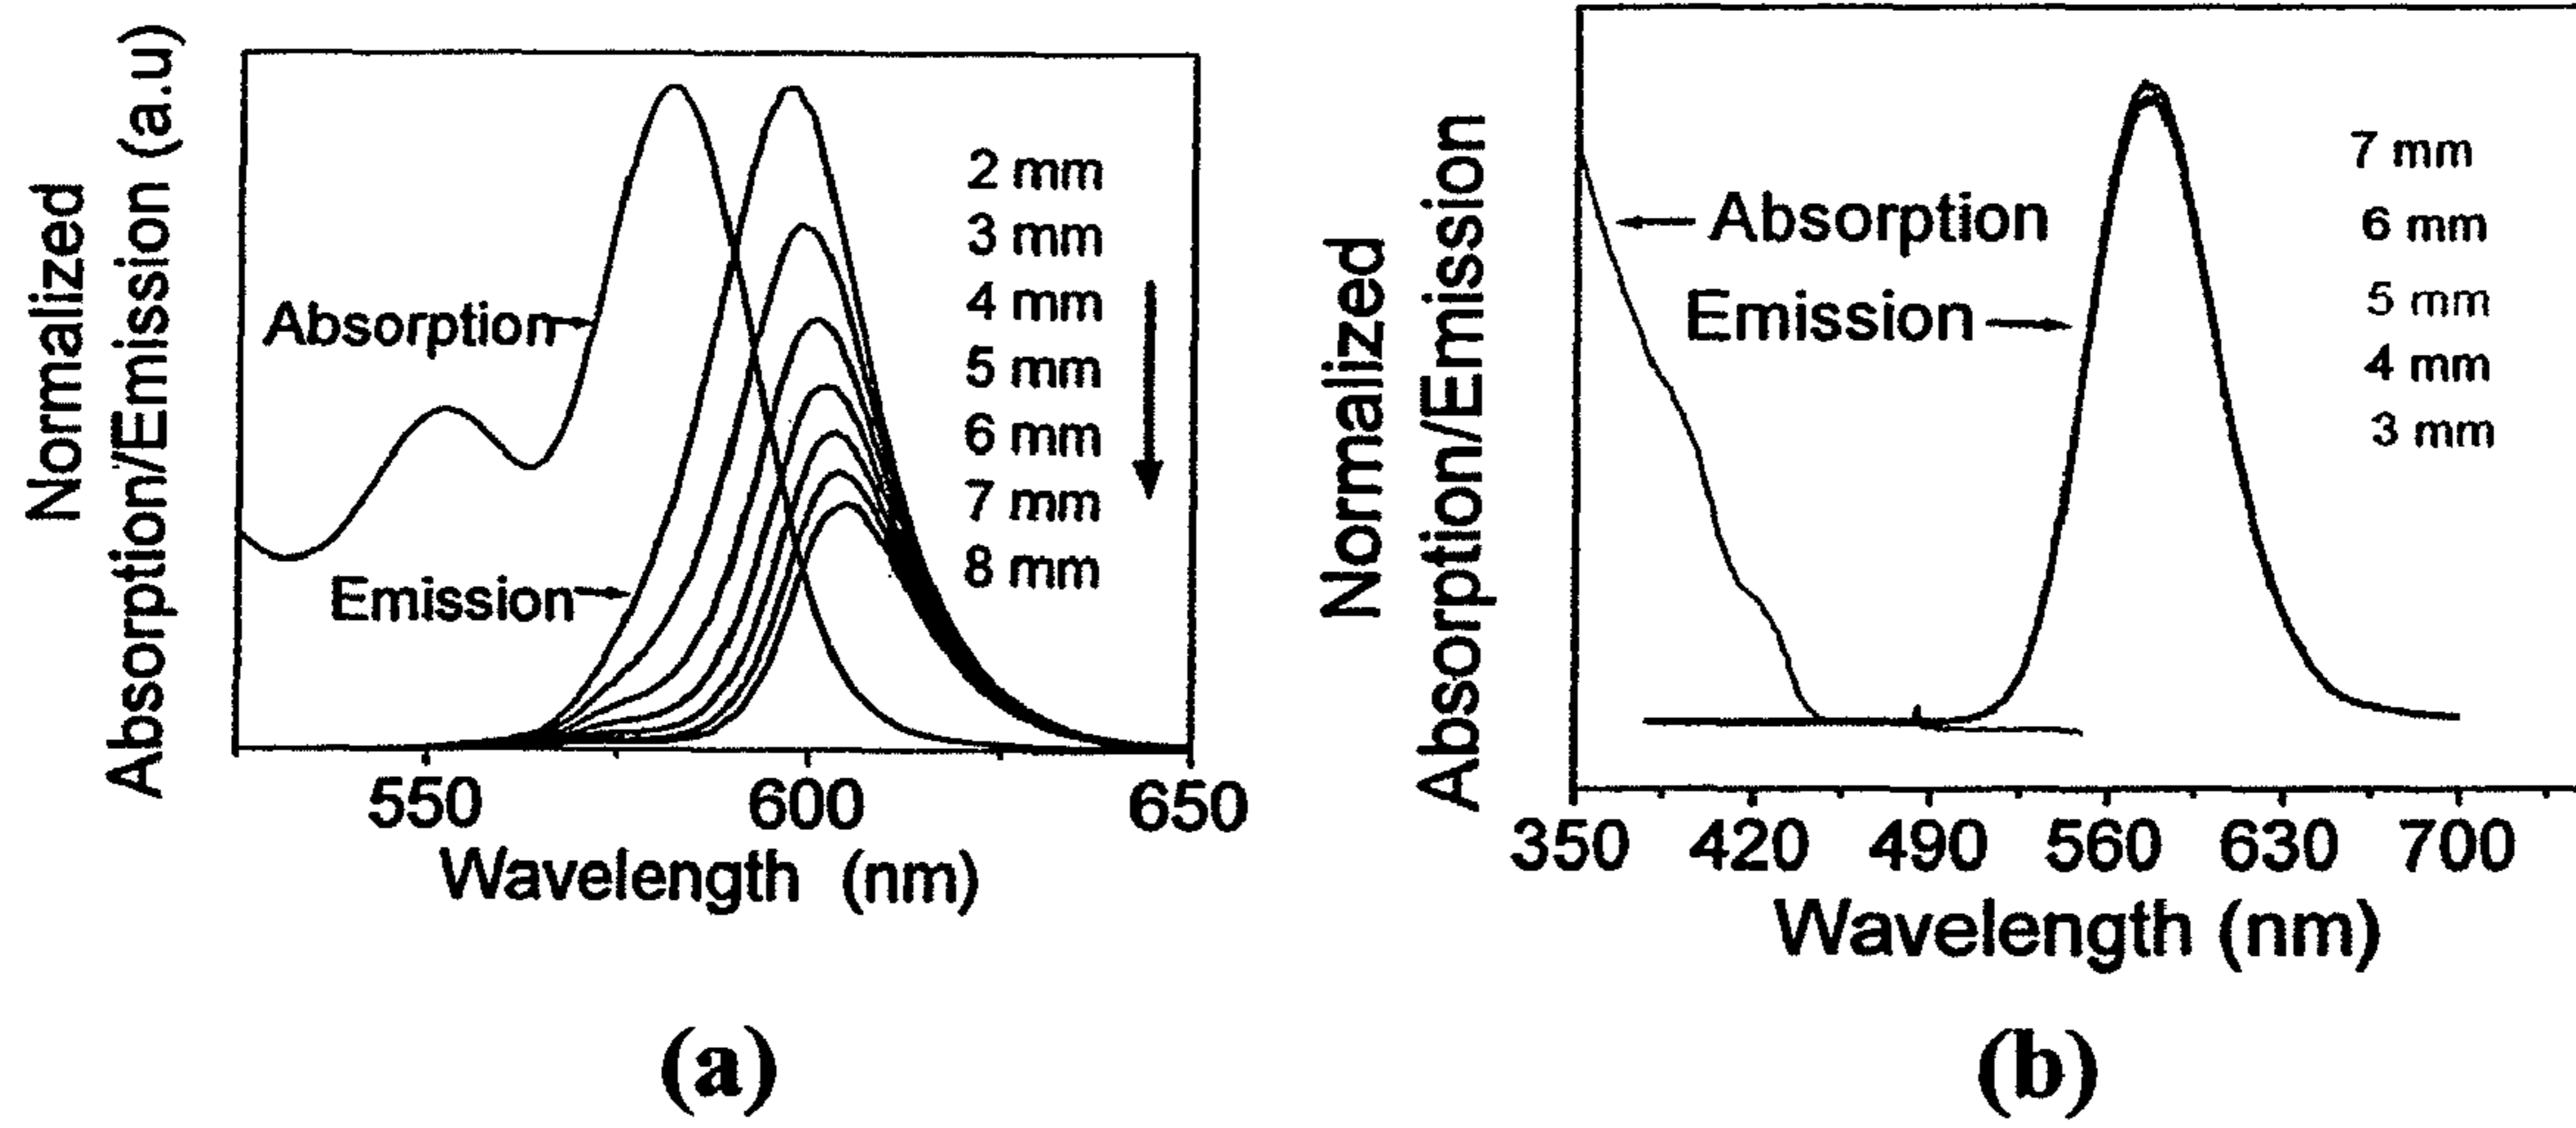 Normalized
Absorption/Emission (a.u)
Absorption
Emission
2 mm
3 mm
4 mm
5 mm
6 mm
7 mm
8 mm
550 600 650
Wavelength (nm)
(a)
Normalized
Absorption/Emission
Absorption
Emission
7 mm
6 mm
5 mm
4 mm
3 mm
350 420 490 560 630 700
Wavelength (nm)
(b)